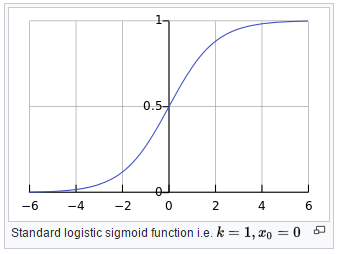 1
0.5
0
−6 −4 −2 0 2 4 6
Standard logistic sigmoid function i.e. k = 1, x₀ = 0